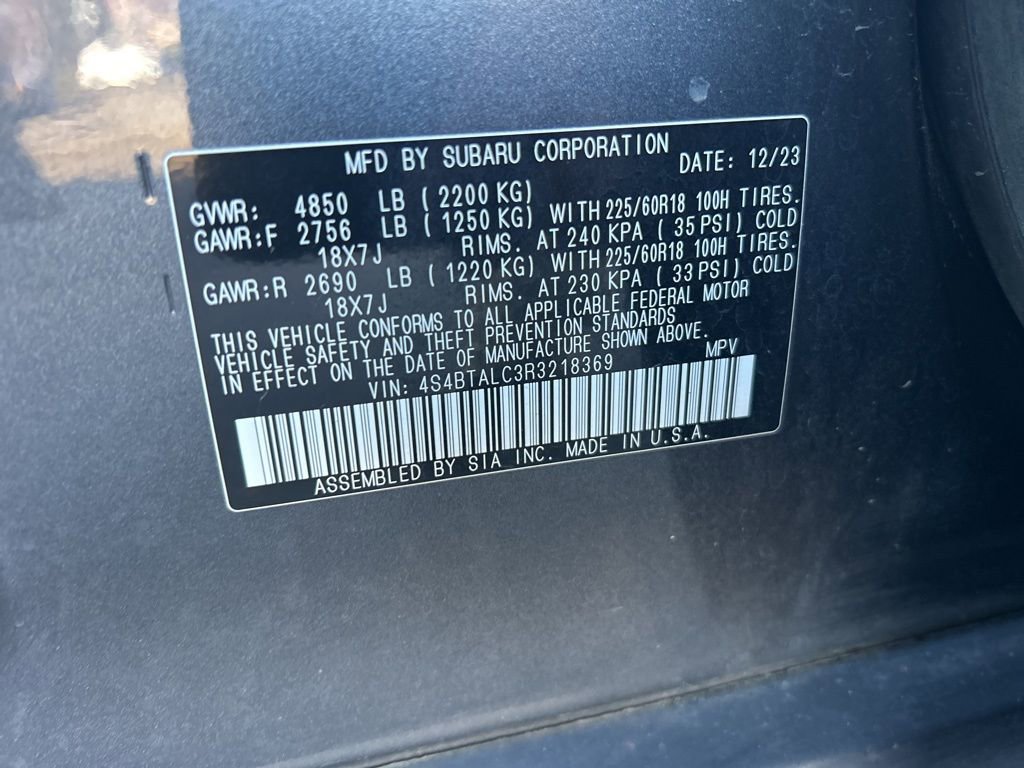 MFD BY SUBARU CORPORATION DATE: 12/23
GVWR: 4850 LB (2200 KG)
GAWR:F 2756 LB (1250 KG) WITH 225/60R18 100H TIRES.
18X7J RIMS. AT 240 KPA (35 PSI) COLD
GAWR:R 2690 LB (1220 KG) WITH 225/60R18 100H TIRES.
18X7J RIMS. AT 230 KPA (33 PSI) COLD
THIS VEHICLE CONFORMS TO ALL APPLICABLE FEDERAL MOTOR
VEHICLE SAFETY AND THEFT PREVENTION STANDARDS
IN EFFECT ON THE DATE OF MANUFACTURE SHOWN ABOVE.
VIN: 4S4BTALC3R3218369 MPV
ASSEMBLED BY SIA INC. MADE IN U.S.A.